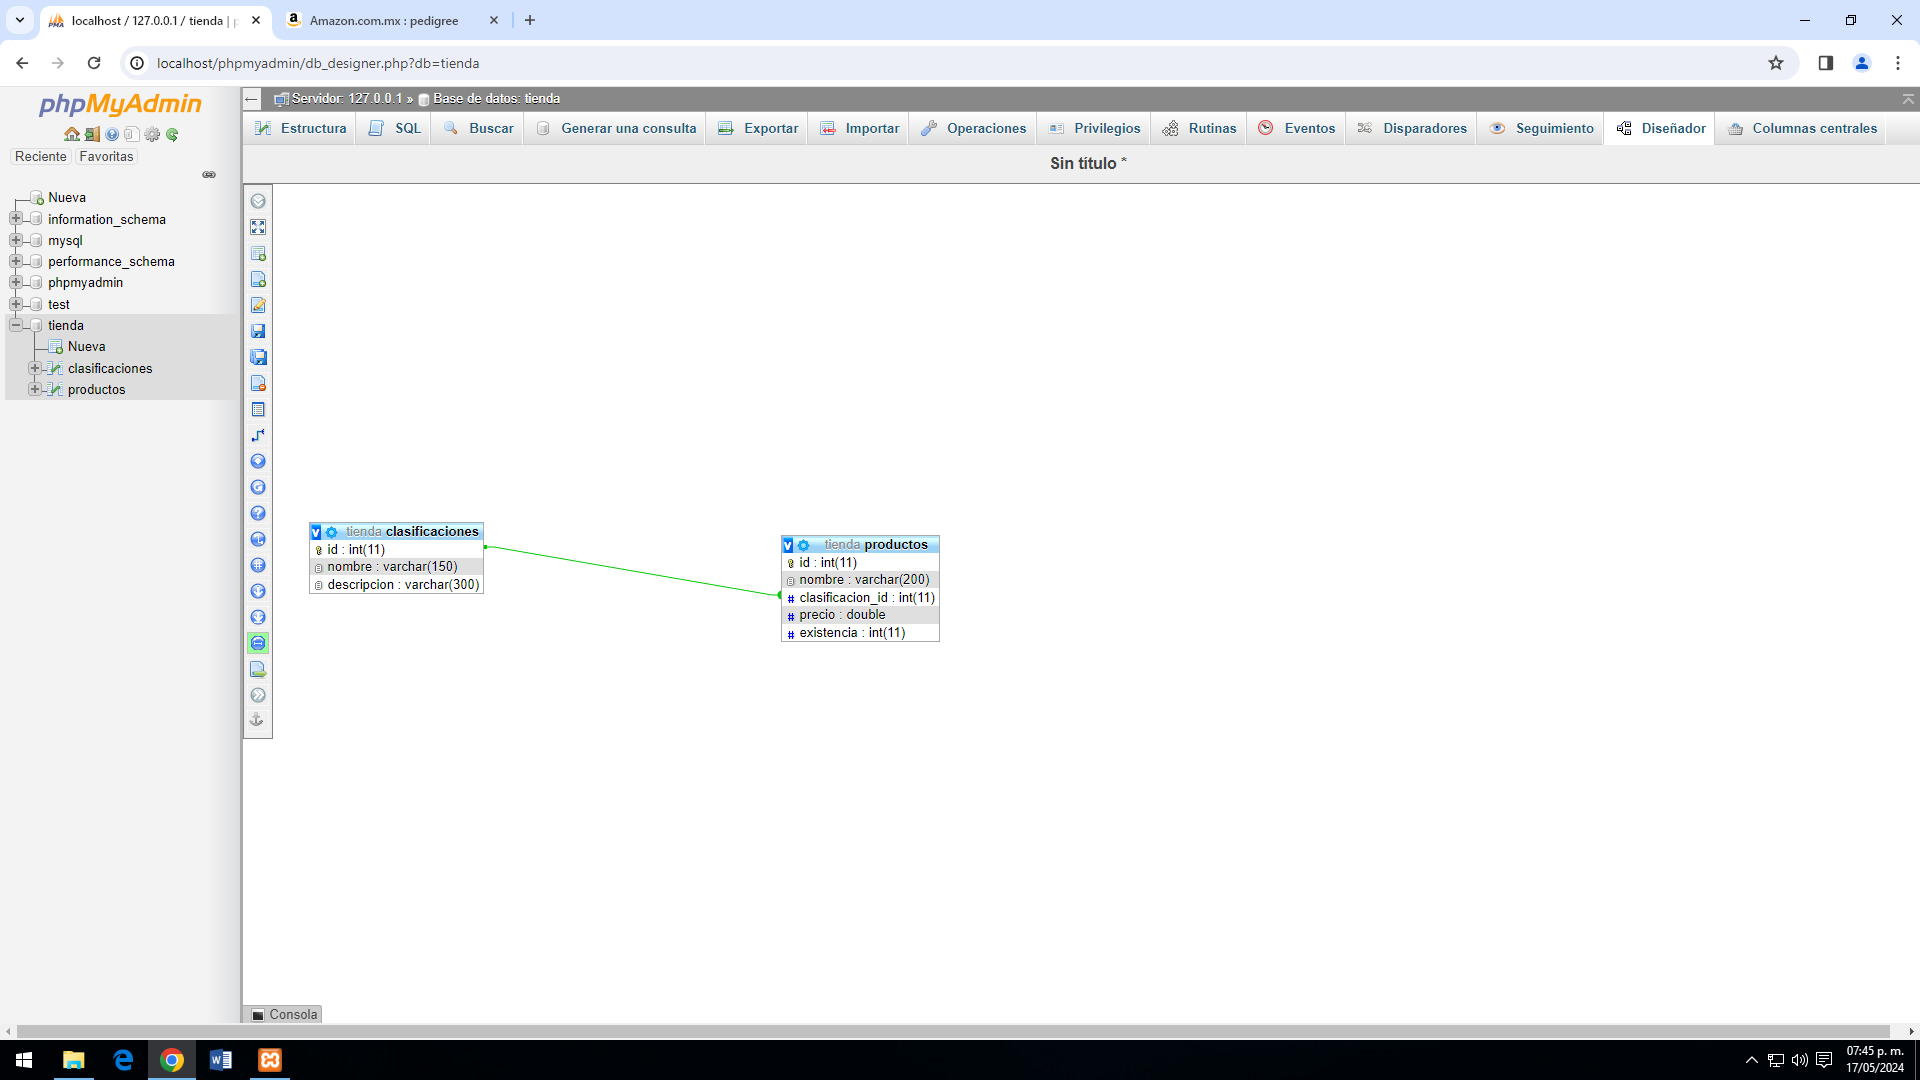 localhost / 127.0.0.1 / tienda | p
Amazon.com.mx : pedigree
localhost/phpmyadmin/db_designer.php?db=tienda
phpMyAdmin
Reciente Favoritas
Nueva
information_schema
mysql
performance_schema
phpmyadmin
test
tienda
Nueva
clasificaciones
productos
Servidor: 127.0.0.1 » Base de datos: tienda
Estructura SQL Buscar Generar una consulta Exportar Importar Operaciones Privilegios Rutinas Eventos Disparadores Seguimiento Diseñador Columnas centrales
Sin título *
v tienda clasificaciones
id : int(11)
nombre : varchar(150)
descripcion : varchar(300)
v tienda productos
id : int(11)
nombre : varchar(200)
# clasificacion_id : int(11)
# precio : double
# existencia : int(11)
Consola
07:45 p. m.
17/05/2024